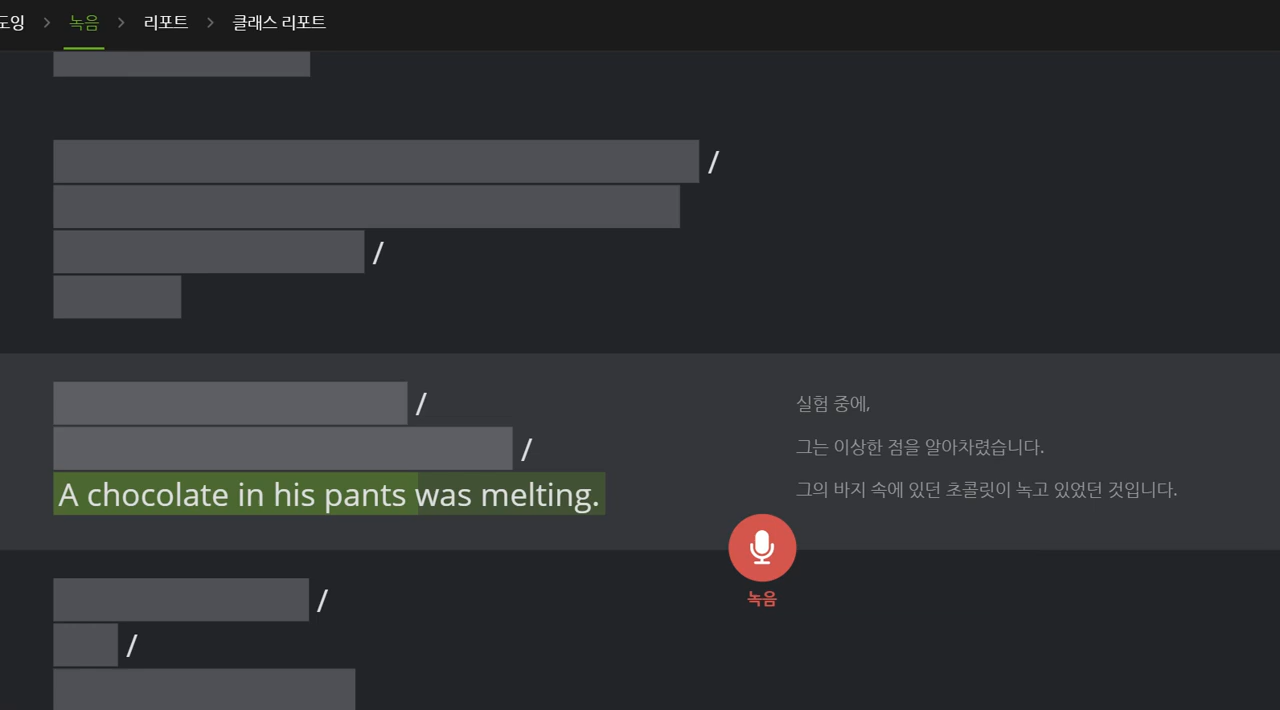 도잉 > 녹음 > 리포트 > 클래스 리포트
/
/
/
실험 중에,
/
그는 이상한 점을 알아차렸습니다.
A chocolate in his pants was melting.
그의 바지 속에 있던 초콜릿이 녹고 있었던 것입니다.
녹음
/
/